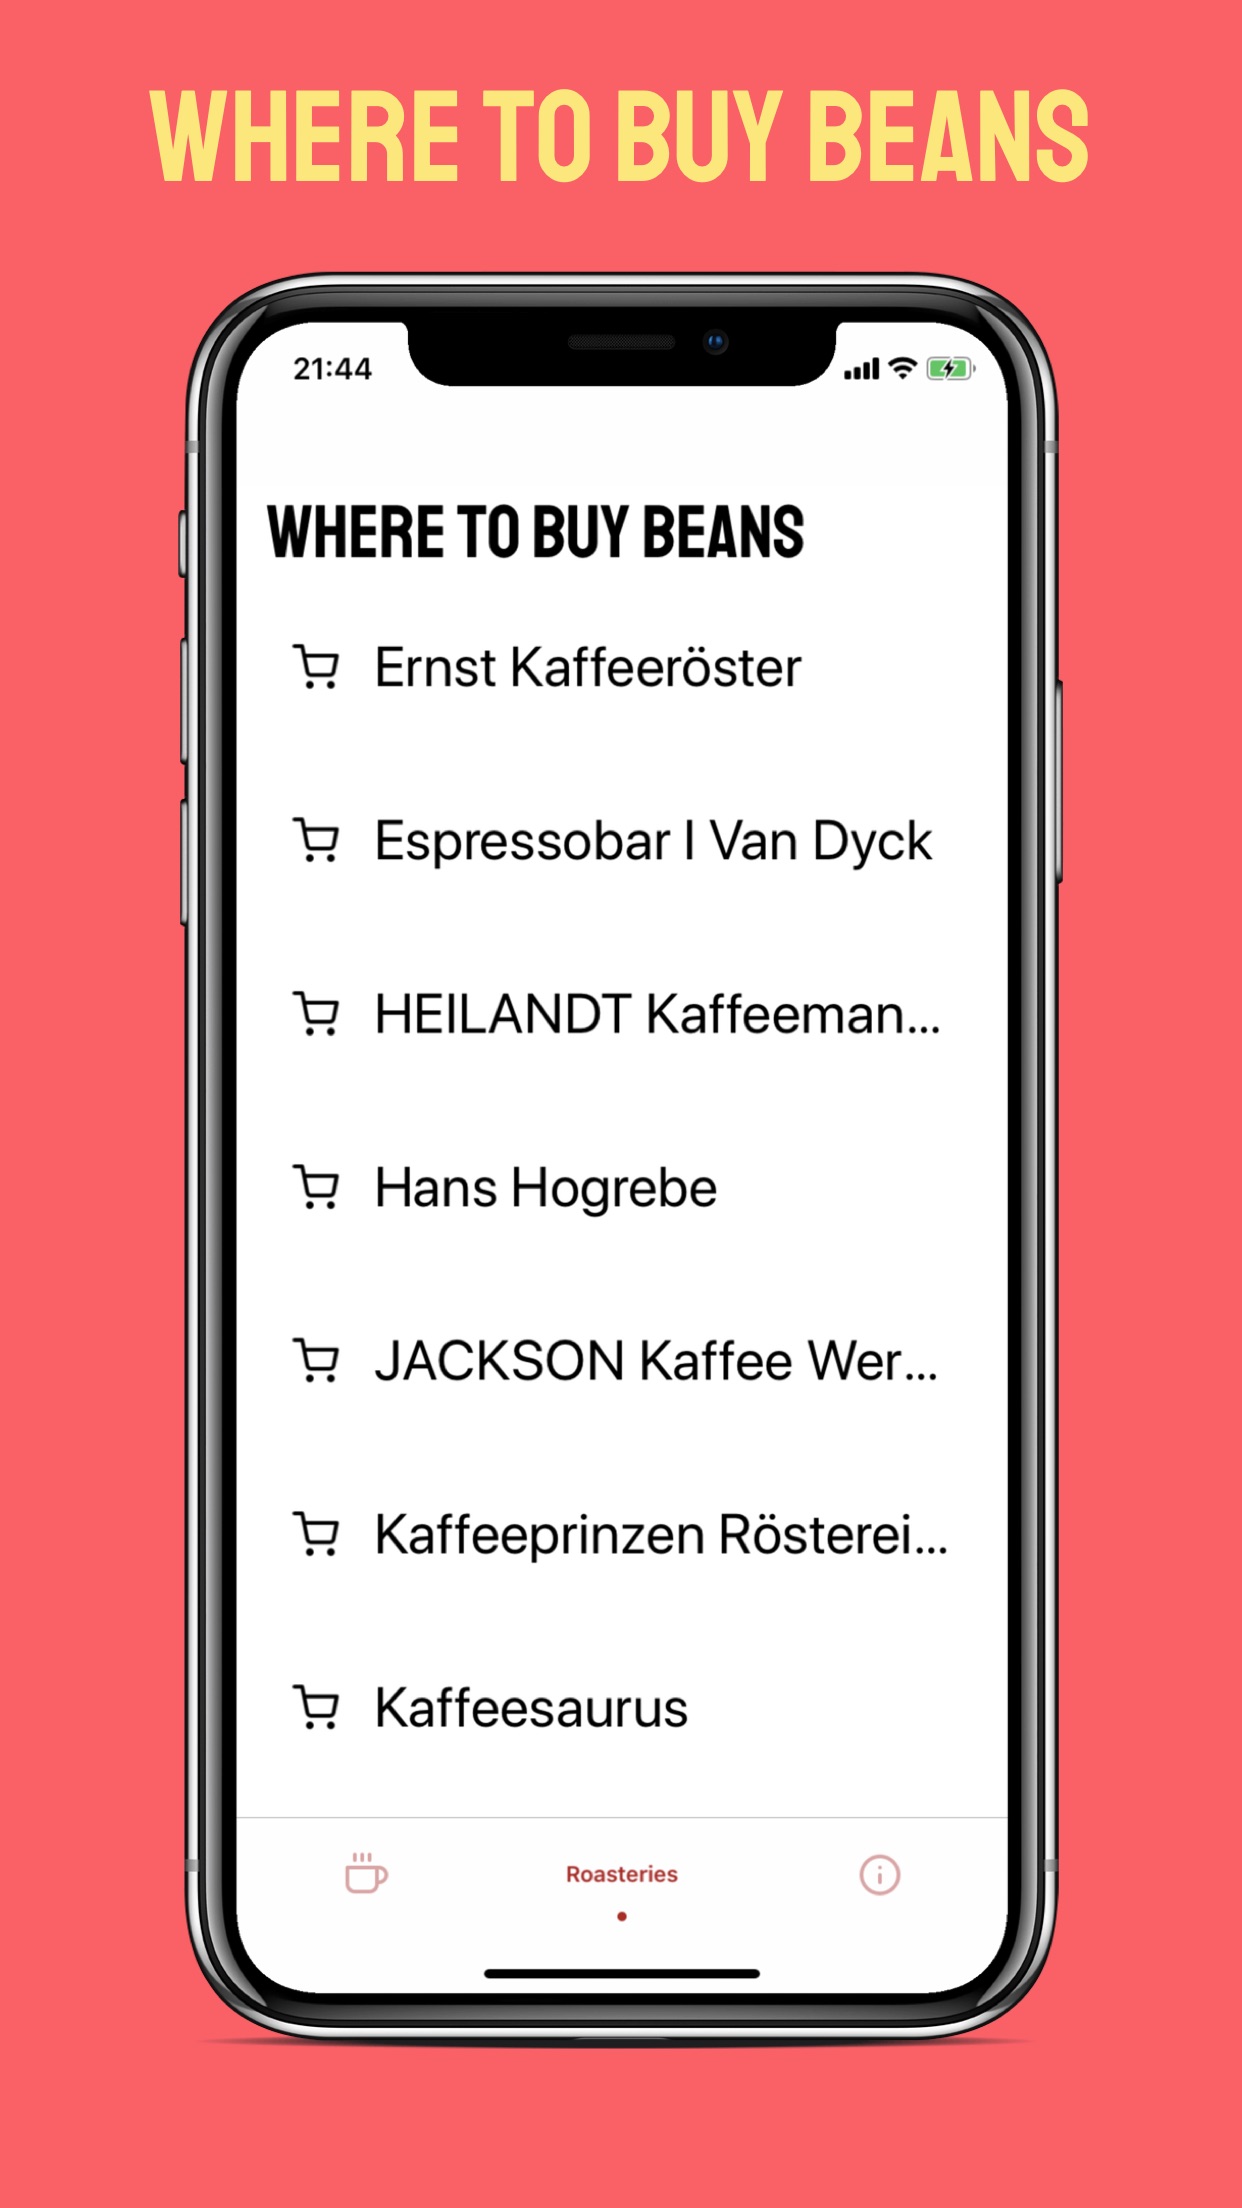 WHERE TO BUY BEANS
21:44
WHERE TO BUY BEANS
Ernst Kaffeeröster
Espressobar I Van Dyck
HEILANDT Kaffeeman...
Hans Hogrebe
JACKSON Kaffee Wer...
Kaffeeprinzen Rösterei...
Kaffeesaurus
Roasteries